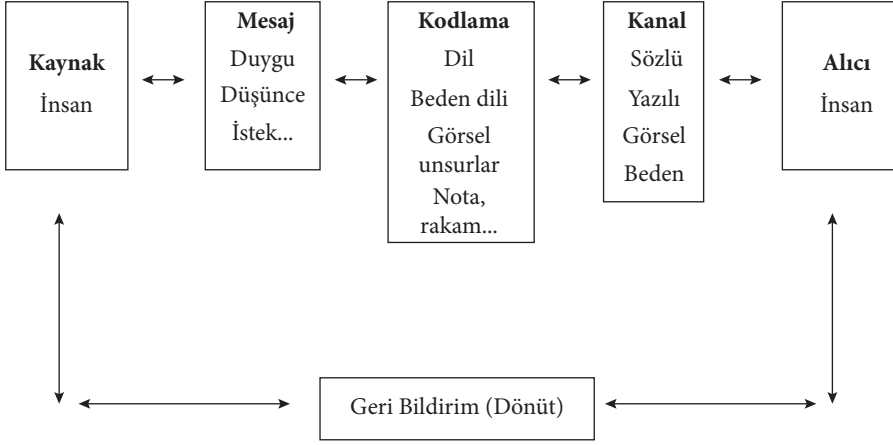 Kaynak
İnsan
Mesaj
Duygu
Düşünce
İstek...
Kodlama
Dil
Beden dili
Görsel
unsurlar
Nota,
rakam...
Kanal
Sözlü
Yazılı
Görsel
Beden
Alıcı
İnsan
Geri Bildirim (Dönüt)